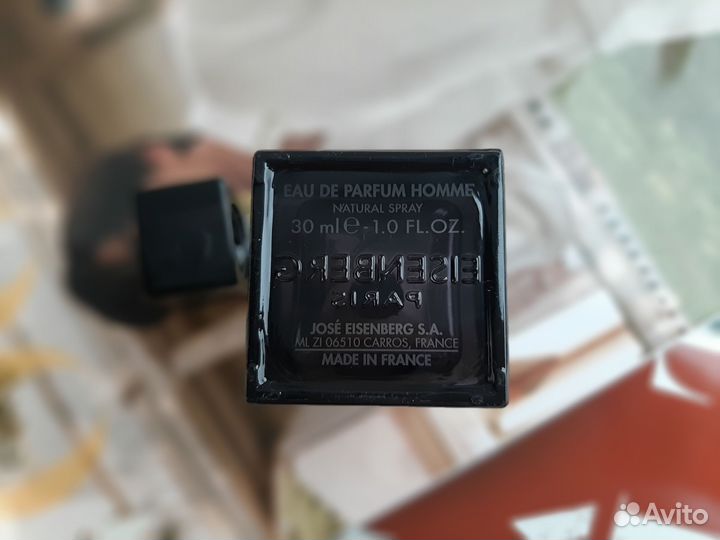 EAU DE PARFUM HOMME
NATURAL SPRAY
30 ml e - 1.0 FL.OZ.
EISENBERG
PARIS
JOSÉ EISENBERG S.A.
ML ZI 06510 CARROS, FRANCE
MADE IN FRANCE
Avito